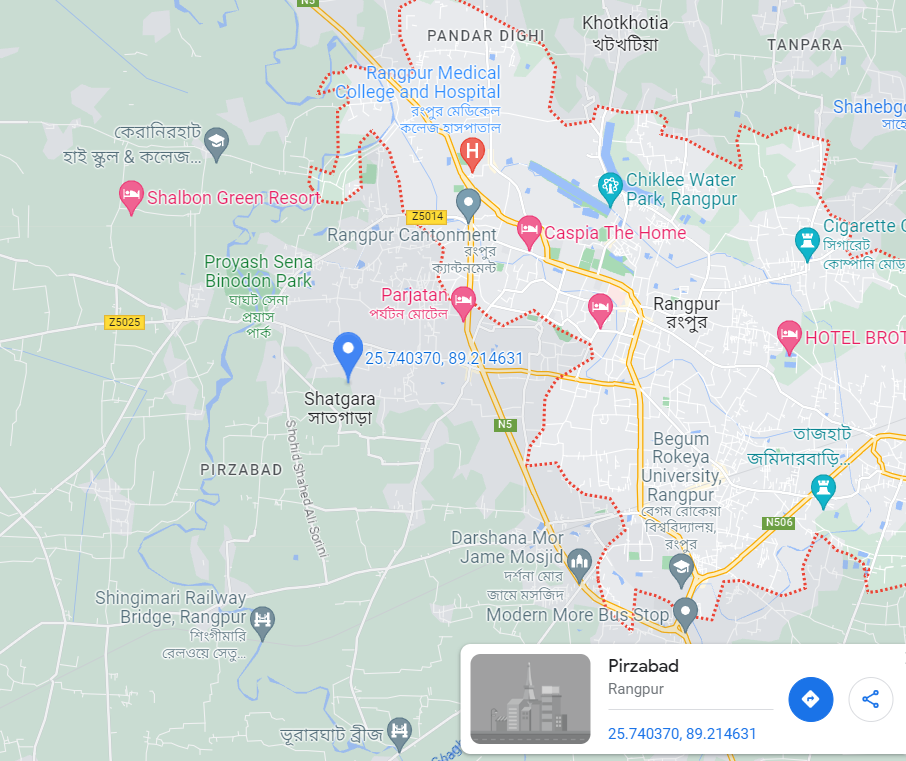 N5
PANDAR DIGHI
Khotkhotia
খটখটিয়া
TANPARA
Rangpur Medical
College and Hospital
রংপুর মেডিকেল
কলেজ হাসপাতাল
H
Shahebg
সাহে
কেরানিরহাট
হাই স্কুল & কলেজ...
Shalbon Green Resort
Chiklee Water
Park, Rangpur
Z5014
Rangpur Cantonment
রংপুর
ক্যান্টনমেন্ট
Caspia The Home
Cigarette C
সিগারেট
কোম্পানি মোড়
Proyash Sena
Binodon Park
ঘাঘট সেনা
প্রয়াস
পার্ক
Parjatan
পর্যটন মোটেল
Rangpur
রংপুর
Z5025
HOTEL BROT
25.740370, 89.214631
Shatgara
সাতগাড়া
N5
Shohid Shahed Ali Sorini
PIRZABAD
Begum
Rokeya
University,
Rangpur
বেগম রোকেয়া
বিশ্ববিদ্যালয়,
রংপুর
তাজহাট
জমিদারবাড়ি...
N506
Darshana Mor
Jame Mosjid
দর্শনা মোর
জামে মসজিদ
Modern More Bus Stop
Shingimari Railway
Bridge, Rangpur
শিংগীমারি
রেলওয়ে সেতু...
ভূরারঘাট ব্রীজ
Ghagh
Pirzabad
Rangpur
25.740370, 89.214631